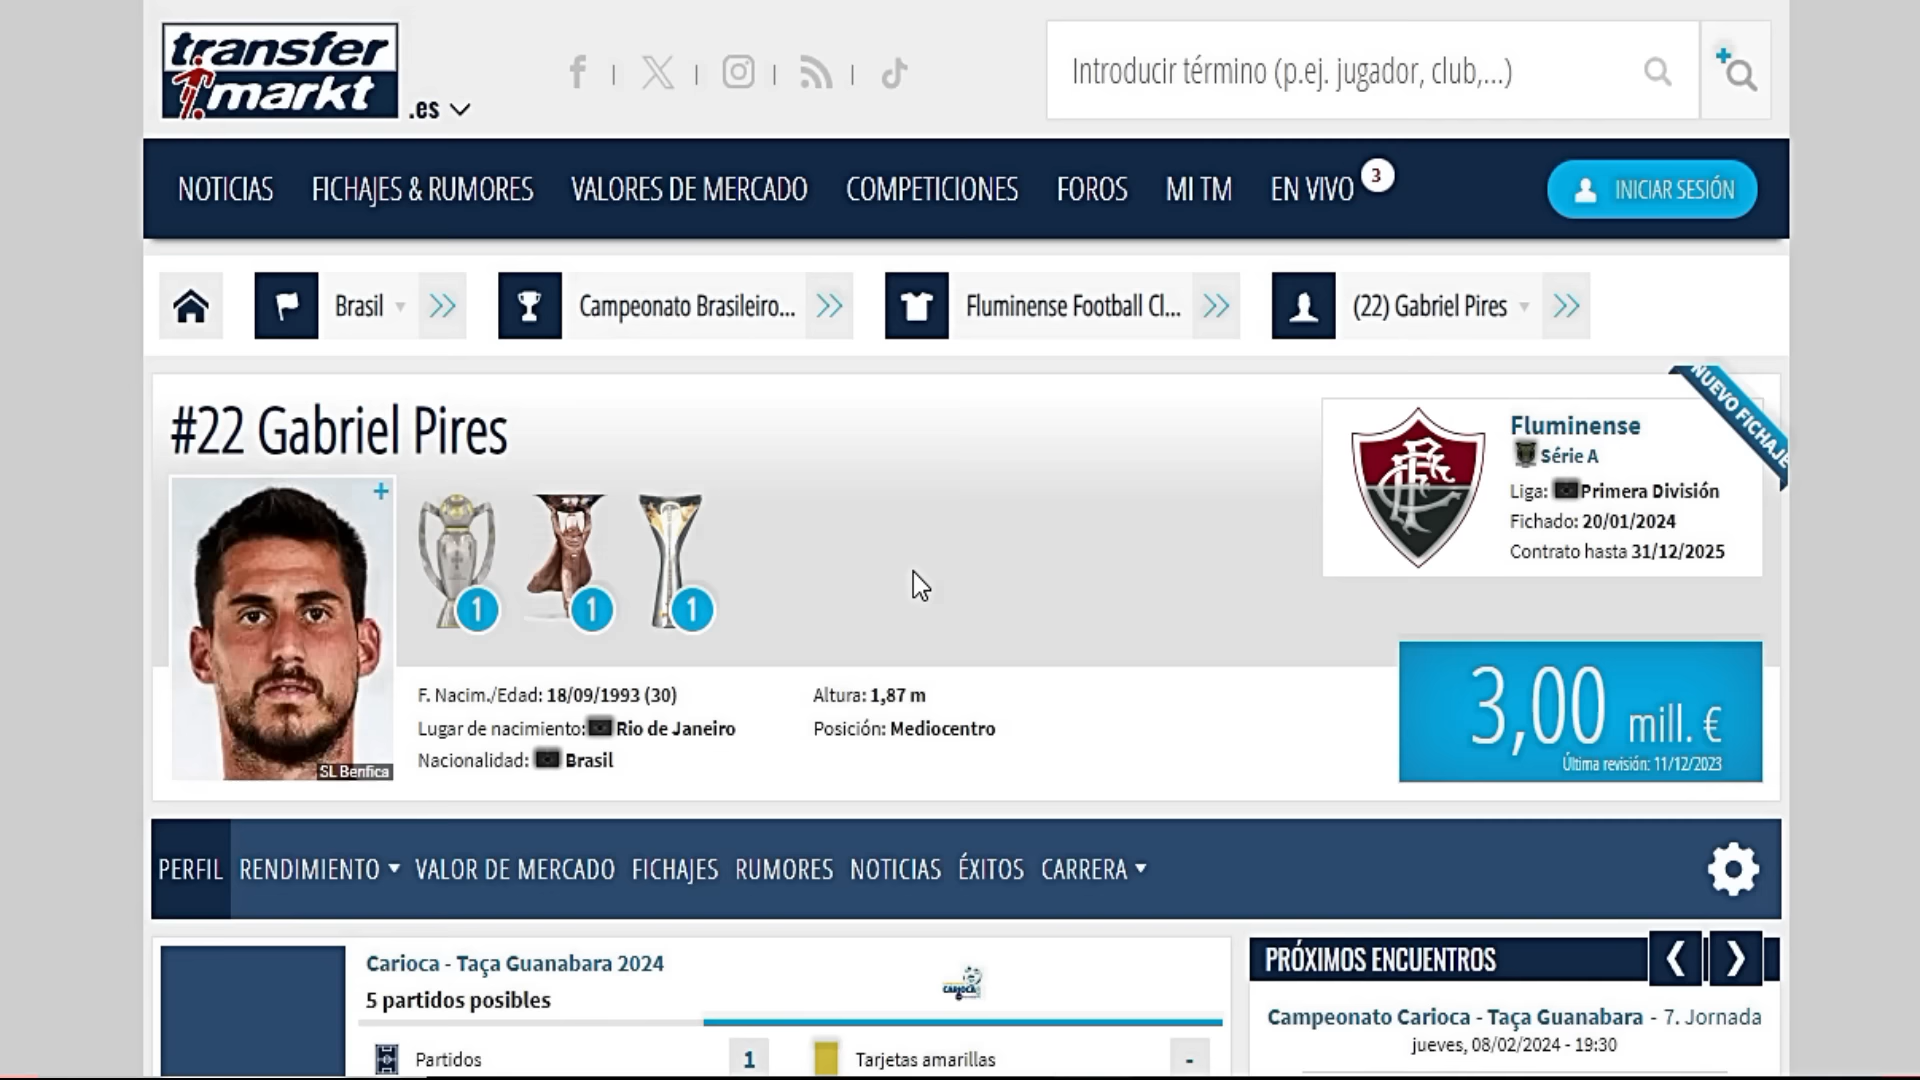 transfer
markt
.es
Introducir término (p.ej. jugador, club,...)
NOTICIAS FICHAJES & RUMORES VALORES DE MERCADO COMPETICIONES FOROS MI TM EN VIVO 3 INICIAR SESIÓN
Brasil Campeonato Brasileiro... Fluminense Football Cl... (22) Gabriel Pires
#22 Gabriel Pires
NUEVO FICHAJE
Fluminense
Série A
Liga: Primera División
Fichado: 20/01/2024
Contrato hasta 31/12/2025
1 1 1
SL Benfica
F. Nacim./Edad: 18/09/1993 (30)
Lugar de nacimiento: Rio de Janeiro
Nacionalidad: Brasil
Altura: 1,87 m
Posición: Mediocentro
3,00 mill. €
Última revisión: 11/12/2023
PERFIL RENDIMIENTO VALOR DE MERCADO FICHAJES RUMORES NOTICIAS ÉXITOS CARRERA
Carioca - Taça Guanabara 2024
5 partidos posibles
CARIOCA
Partidos 1 Tarjetas amarillas -
PRÓXIMOS ENCUENTROS
Campeonato Carioca - Taça Guanabara - 7. Jornada
jueves, 08/02/2024 - 19:30